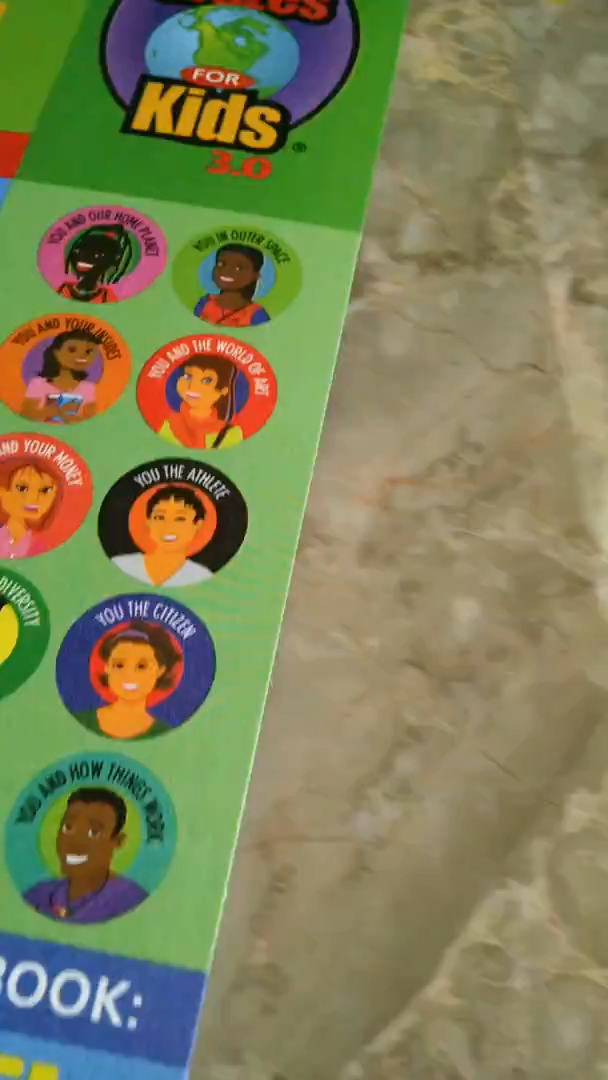 FOR
Kids®
3.0
YOU AND OUR HOME PLANET
YOU IN OUTER SPACE
YOU AND YOUR INSIDES
YOU AND THE WORLD OF ART
AND YOUR MONEY
YOU THE ATHLETE
DIVERSITY
YOU THE CITIZEN
YOU AND HOW THINGS WORK
BOOK: